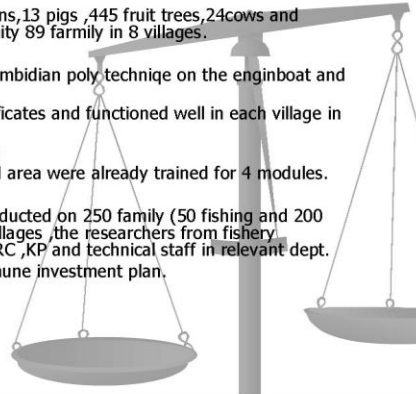 ns,13 pigs ,445 fruit trees,24cows and
ity 89 farmily in 8 villages.
mbidian poly techniqe on the enginboat and
ficates and functioned well in each village in
l area were already trained for 4 modules.
ducted on 250 family (50 fishing and 200
llages ,the researchers from fishery
RC ,KP and technical staff in relevant dept.
nune investment plan.